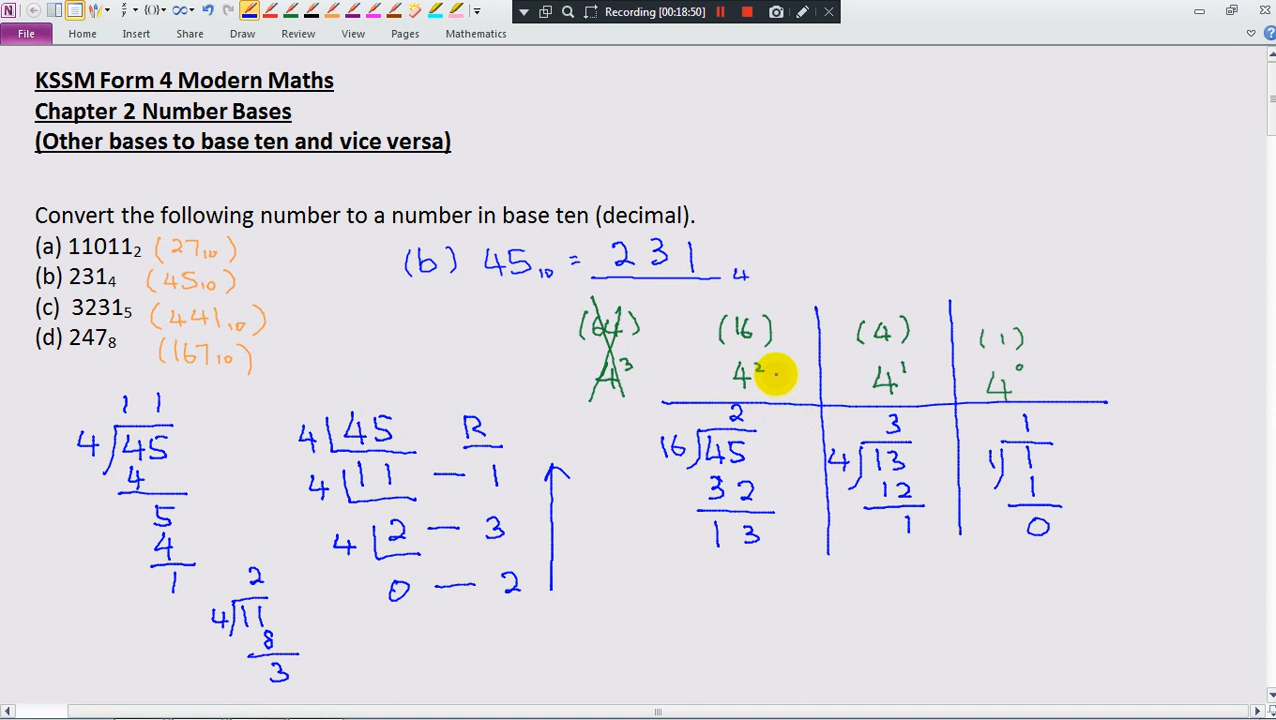 Recording [00:18:50]
File Home Insert Share Draw Review View Pages Mathematics
KSSM Form 4 Modern Maths
Chapter 2 Number Bases
(Other bases to base ten and vice versa)
Convert the following number to a number in base ten (decimal).
(a) 11011₂ (27₁₀)
(b) 231₄ (45₁₀)
(c) 3231₅ (441₁₀)
(d) 247₈ (167₁₀)
(b) 45₁₀ = 231₄
(64) (16) (4) (1)
4³ 4² 4¹ 4⁰
11
4 45
4
5
4
1
2
4 11
8
3
4 45 R
4 11 — 1
4 2 — 3
0 — 2
2
16 45
32
13
3
4 13
12
1
1
1 1
1
0